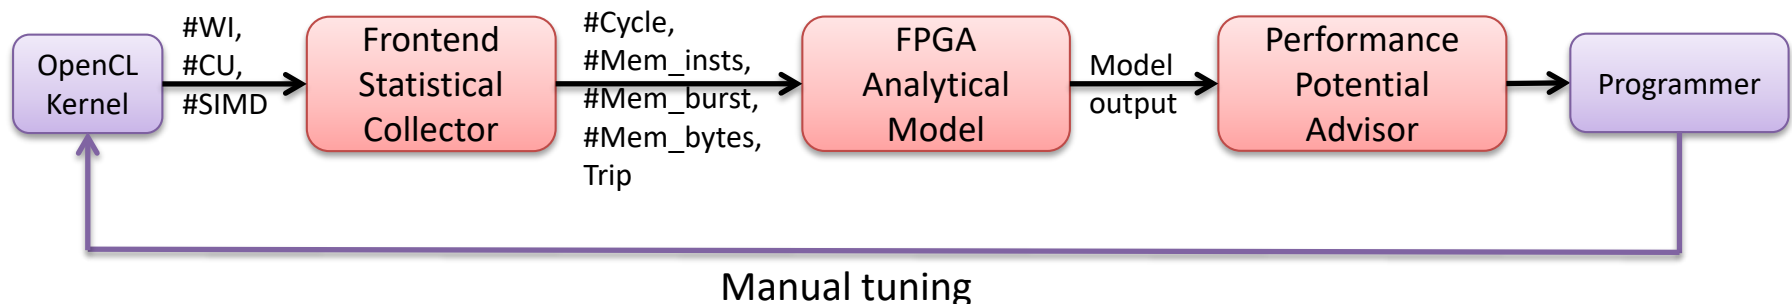 OpenCL
Kernel
#WI,
#CU,
#SIMD
Frontend
Statistical
Collector
#Cycle,
#Mem_insts,
#Mem_burst,
#Mem_bytes,
Trip
FPGA
Analytical
Model
Model
output
Performance
Potential
Advisor
Programmer
Manual tuning